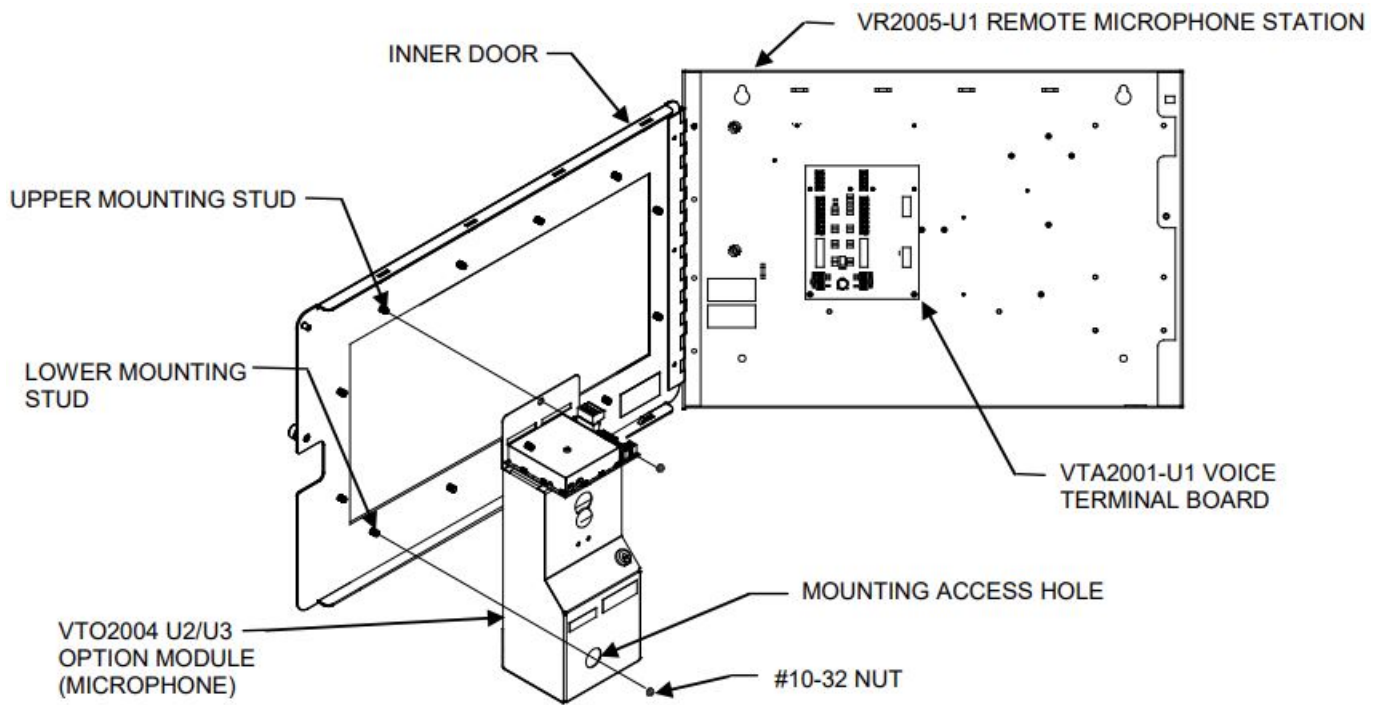 VR2005-U1 REMOTE MICROPHONE STATION
INNER DOOR
UPPER MOUNTING STUD
LOWER MOUNTING
STUD
VTA2001-U1 VOICE
TERMINAL BOARD
MOUNTING ACCESS HOLE
VTO2004 U2/U3
OPTION MODULE
(MICROPHONE)
#10-32 NUT